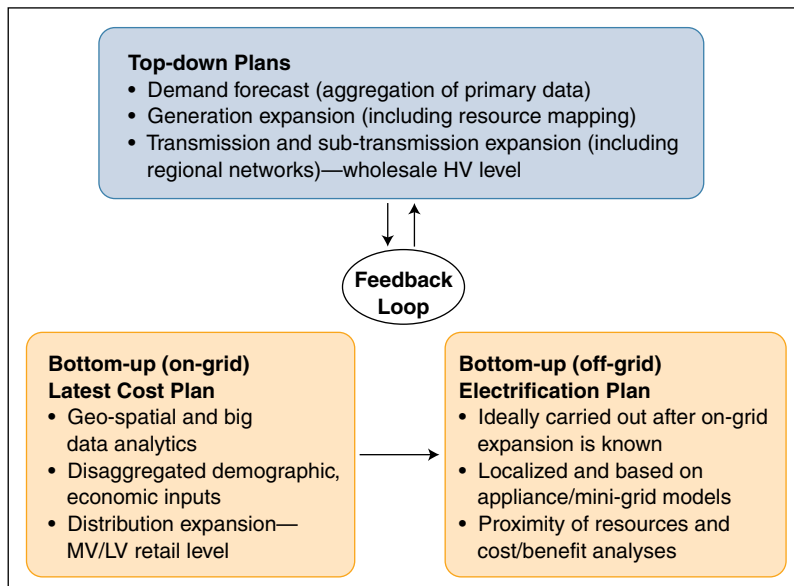 Top-down Plans
• Demand forecast (aggregation of primary data)
• Generation expansion (including resource mapping)
• Transmission and sub-transmission expansion (including
regional networks)—wholesale HV level
Feedback
Loop
Bottom-up (on-grid)
Latest Cost Plan
• Geo-spatial and big
data analytics
• Disaggregated demographic,
economic inputs
• Distribution expansion—
MV/LV retail level
Bottom-up (off-grid)
Electrification Plan
• Ideally carried out after on-grid
expansion is known
• Localized and based on
appliance/mini-grid models
• Proximity of resources and
cost/benefit analyses